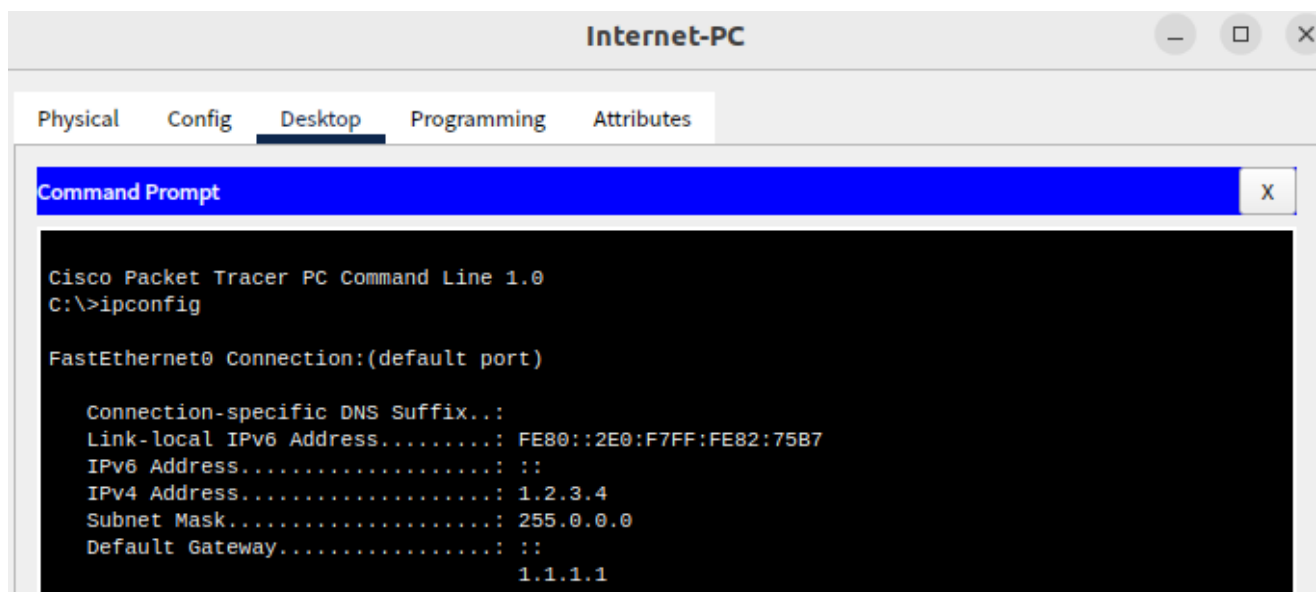 Internet-PC
Physical Config Desktop Programming Attributes
Command Prompt X
Cisco Packet Tracer PC Command Line 1.0
C:\>ipconfig
FastEthernet0 Connection:(default port)
Connection-specific DNS Suffix..:
Link-local IPv6 Address.........: FE80::2E0:F7FF:FE82:75B7
IPv6 Address....................: ::
IPv4 Address....................: 1.2.3.4
Subnet Mask.....................: 255.0.0.0
Default Gateway.................: ::
1.1.1.1